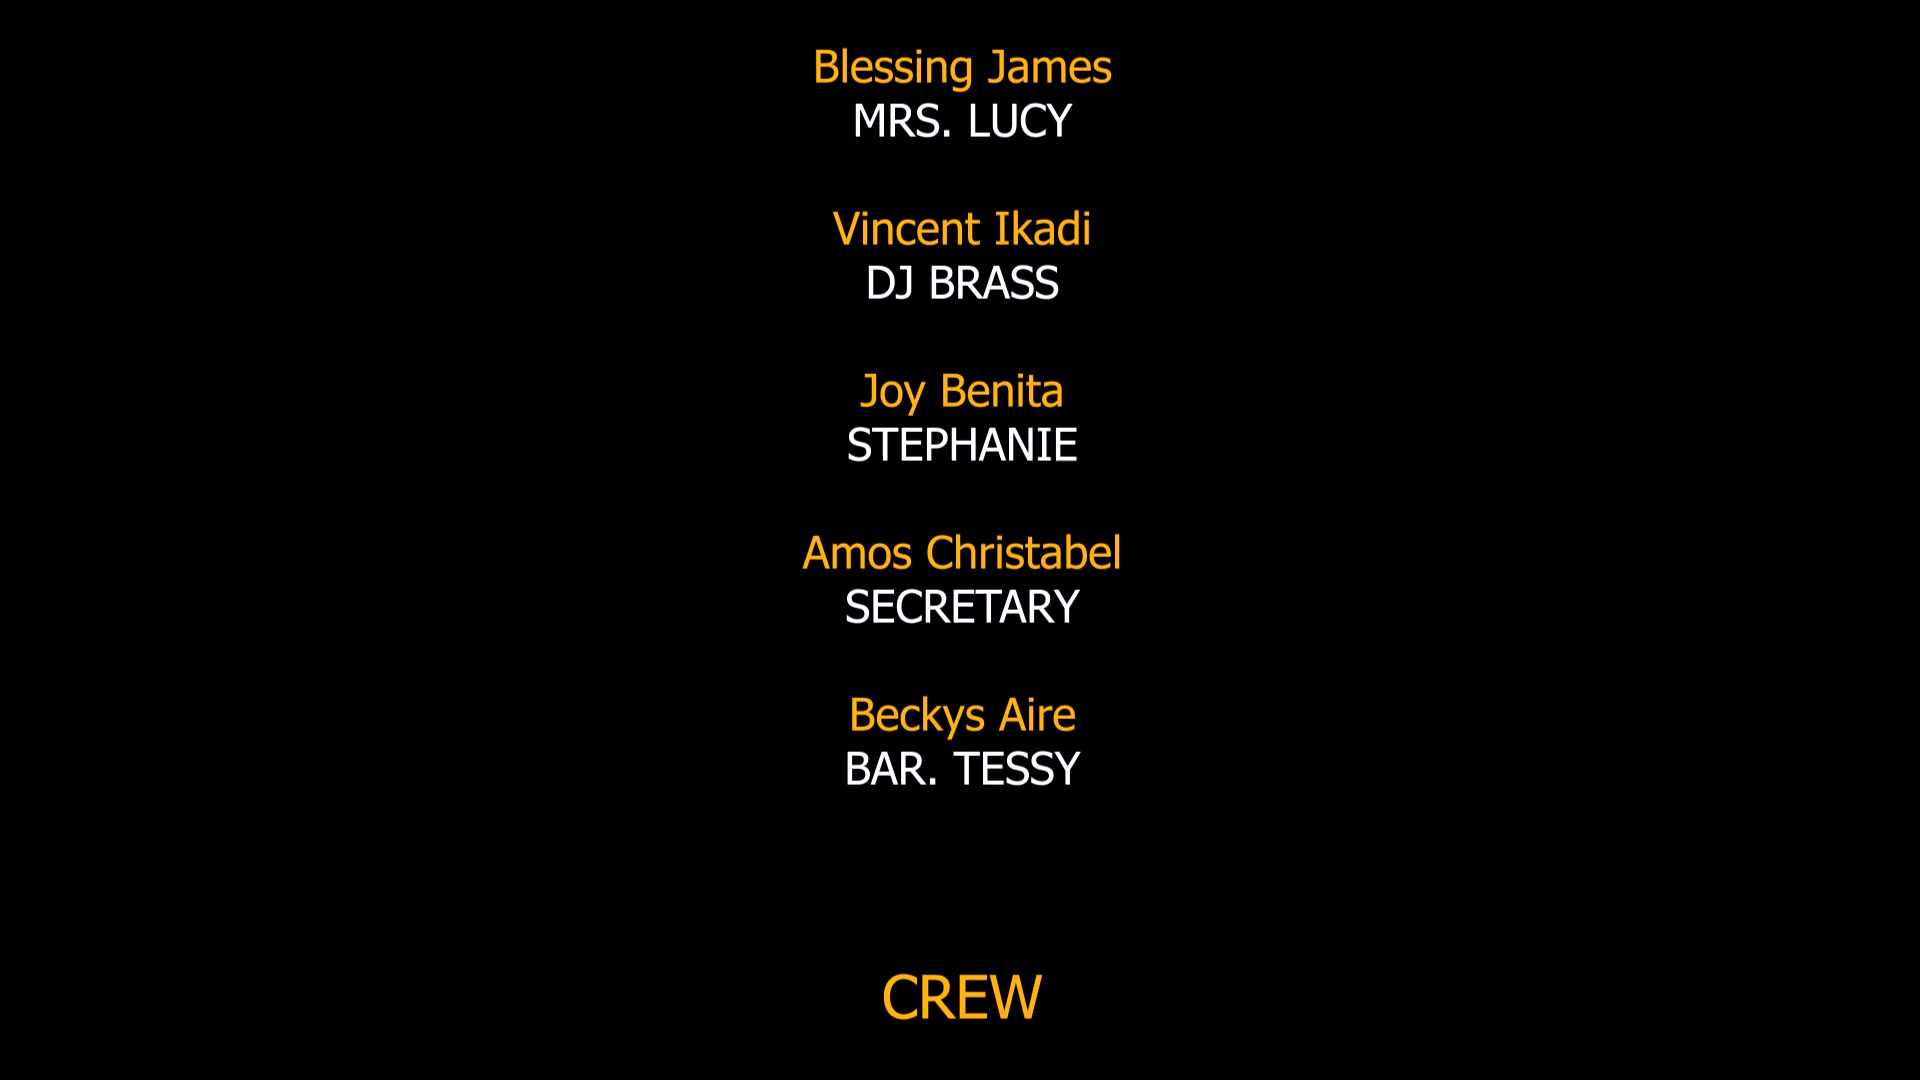 Blessing James
MRS. LUCY
Vincent Ikadi
DJ BRASS
Joy Benita
STEPHANIE
Amos Christabel
SECRETARY
Beckys Aire
BAR. TESSY
CREW